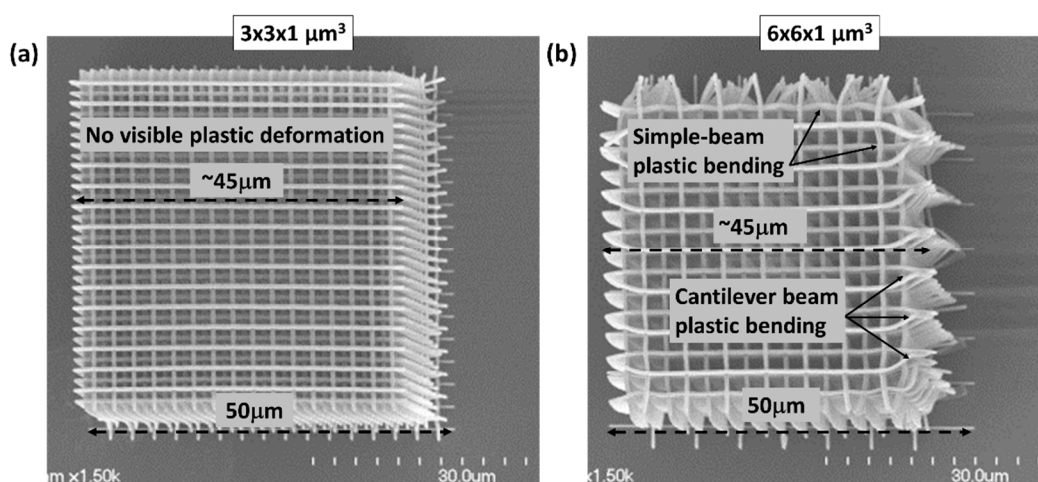 3x3x1 μm³
(a)
No visible plastic deformation
~45μm
50μm
nm x1.50k
30.0um
6x6x1 μm³
(b)
Simple-beam
plastic bending
~45μm
Cantilever beam
plastic bending
50μm
x1.50k
30.0um